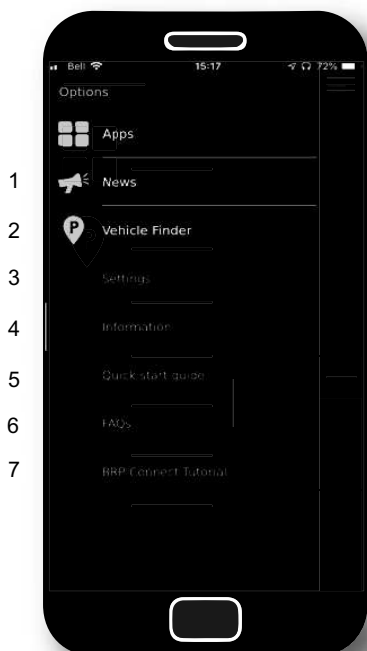 Bell 15:17 72%
Options
Apps
1 News
2 P Vehicle Finder
3 Settings
4 Information
5 Quick start guide
6 FAQs
7 BRP Connect Tutorial